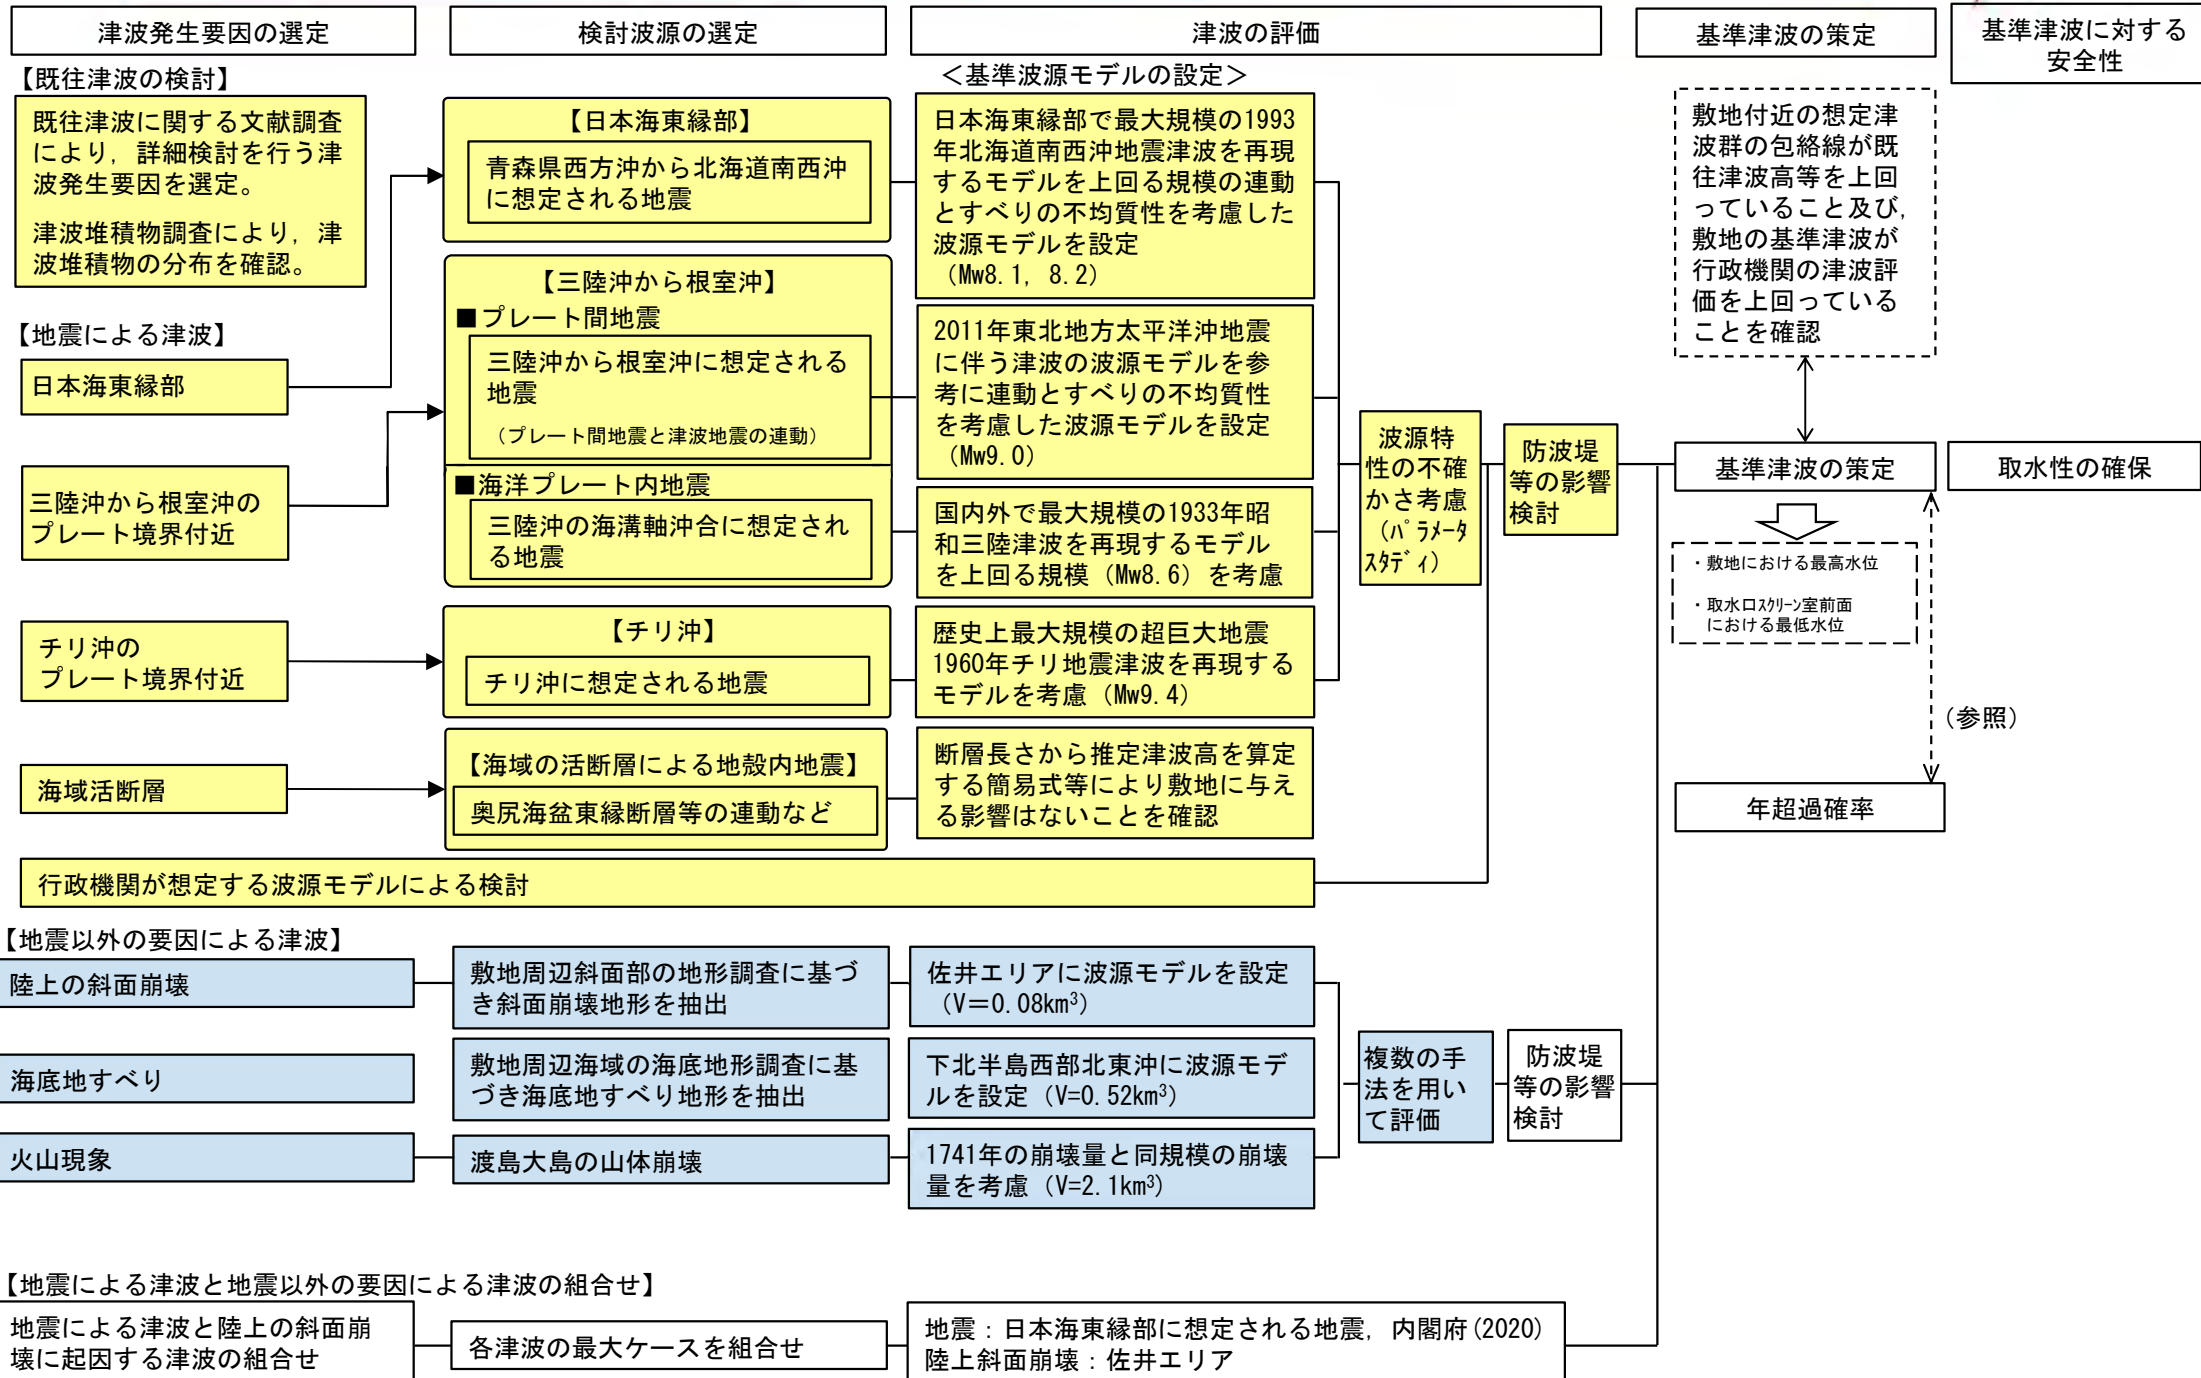 津波発生要因の選定
検討波源の選定
津波の評価
基準津波の策定
基準津波に対する
安全性
【既往津波の検討】
既往津波に関する文献調査
により，詳細検討を行う津
波発生要因を選定。
津波堆積物調査により，津
波堆積物の分布を確認。
【地震による津波】
日本海東縁部
三陸沖から根室沖の
プレート境界付近
チリ沖の
プレート境界付近
海域活断層
【日本海東縁部】
青森県西方沖から北海道南西沖
に想定される地震
【三陸沖から根室沖】
■プレート間地震
三陸沖から根室沖に想定される
地震
（プレート間地震と津波地震の連動）
■海洋プレート内地震
三陸沖の海溝軸沖合に想定され
る地震
【チリ沖】
チリ沖に想定される地震
【海域の活断層による地殻内地震】
奥尻海盆東縁断層等の連動など
＜基準波源モデルの設定＞
日本海東縁部で最大規模の1993
年北海道南西沖地震津波を再現
するモデルを上回る規模の連動
とすべりの不均質性を考慮した
波源モデルを設定
（Mw8.1, 8.2）
2011年東北地方太平洋沖地震
に伴う津波の波源モデルを参
考に連動とすべりの不均質性
を考慮した波源モデルを設定
（Mw9.0）
国内外で最大規模の1933年昭
和三陸津波を再現するモデル
を上回る規模（Mw8.6）を考慮
歴史上最大規模の超巨大地震
1960年チリ地震津波を再現する
モデルを考慮（Mw9.4）
断層長さから推定津波高を算定
する簡易式等により敷地に与え
る影響はないことを確認
波源特
性の不確
かさ考慮
（ﾊﾟﾗﾒｰﾀ
ｽﾀﾃﾞｨ）
防波堤
等の影響
検討
敷地付近の想定津
波群の包絡線が既
往津波高等を上回
っていること及び，
敷地の基準津波が
行政機関の津波評
価を上回っている
ことを確認
基準津波の策定
取水性の確保
・敷地における最高水位
・取水口ｽｸﾘｰﾝ室前面
における最低水位
（参照）
年超過確率
行政機関が想定する波源モデルによる検討
【地震以外の要因による津波】
陸上の斜面崩壊
敷地周辺斜面部の地形調査に基づ
き斜面崩壊地形を抽出
佐井エリアに波源モデルを設定
（V＝0.08km³）
海底地すべり
敷地周辺海域の海底地形調査に基
づき海底地すべり地形を抽出
下北半島西部北東沖に波源モデ
ルを設定（V=0.52km³）
火山現象
渡島大島の山体崩壊
1741年の崩壊量と同規模の崩壊
量を考慮（V=2.1km³）
複数の手
法を用い
て評価
防波堤
等の影響
検討
【地震による津波と地震以外の要因による津波の組合せ】
地震による津波と陸上の斜面崩
壊に起因する津波の組合せ
各津波の最大ケースを組合せ
地震：日本海東縁部に想定される地震，内閣府(2020)
陸上斜面崩壊：佐井エリア